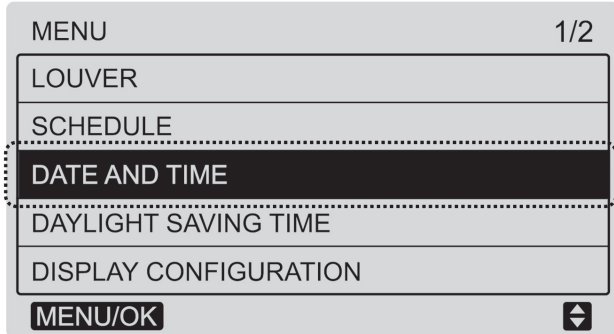 MENU 1/2
LOUVER
SCHEDULE
DATE AND TIME
DAYLIGHT SAVING TIME
DISPLAY CONFIGURATION
MENU/OK